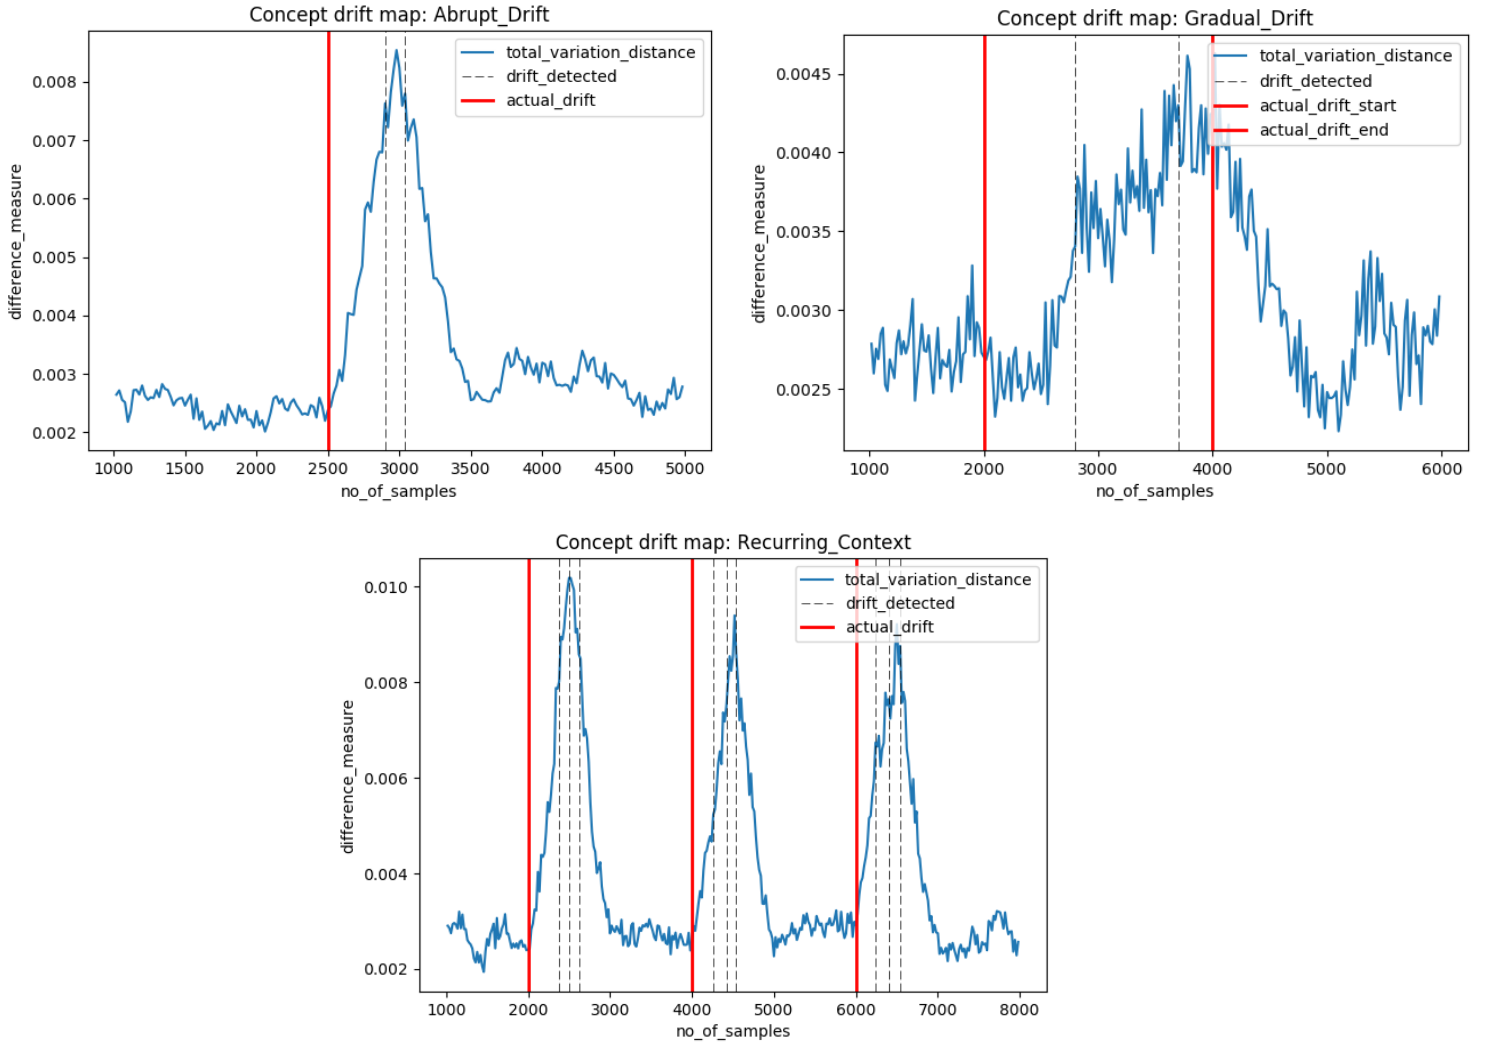 Concept drift map: Abrupt_Drift
total_variation_distance
drift_detected
actual_drift
difference_measure
0.008
0.007
0.006
0.005
0.004
0.003
0.002
1000 1500 2000 2500 3000 3500 4000 4500 5000
no_of_samples
Concept drift map: Gradual_Drift
total_variation_distance
drift_detected
actual_drift_start
actual_drift_end
difference_measure
0.0045
0.0040
0.0035
0.0030
0.0025
1000 2000 3000 4000 5000 6000
no_of_samples
Concept drift map: Recurring_Context
total_variation_distance
drift_detected
actual_drift
difference_measure
0.010
0.008
0.006
0.004
0.002
1000 2000 3000 4000 5000 6000 7000 8000
no_of_samples